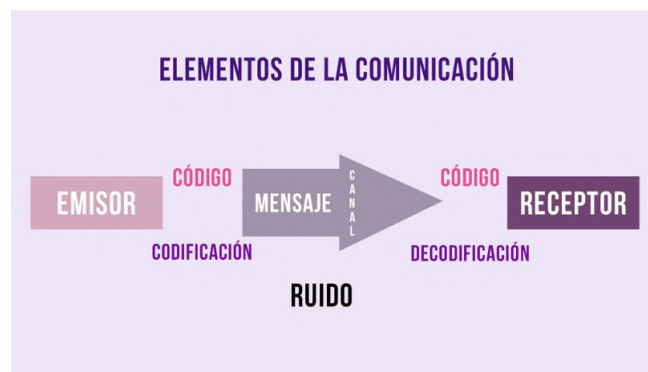 ELEMENTOS DE LA COMUNICACIÓN
EMISOR
CÓDIGO
CODIFICACIÓN
MENSAJE
CANAL
CÓDIGO
DECODIFICACIÓN
RECEPTOR
RUIDO